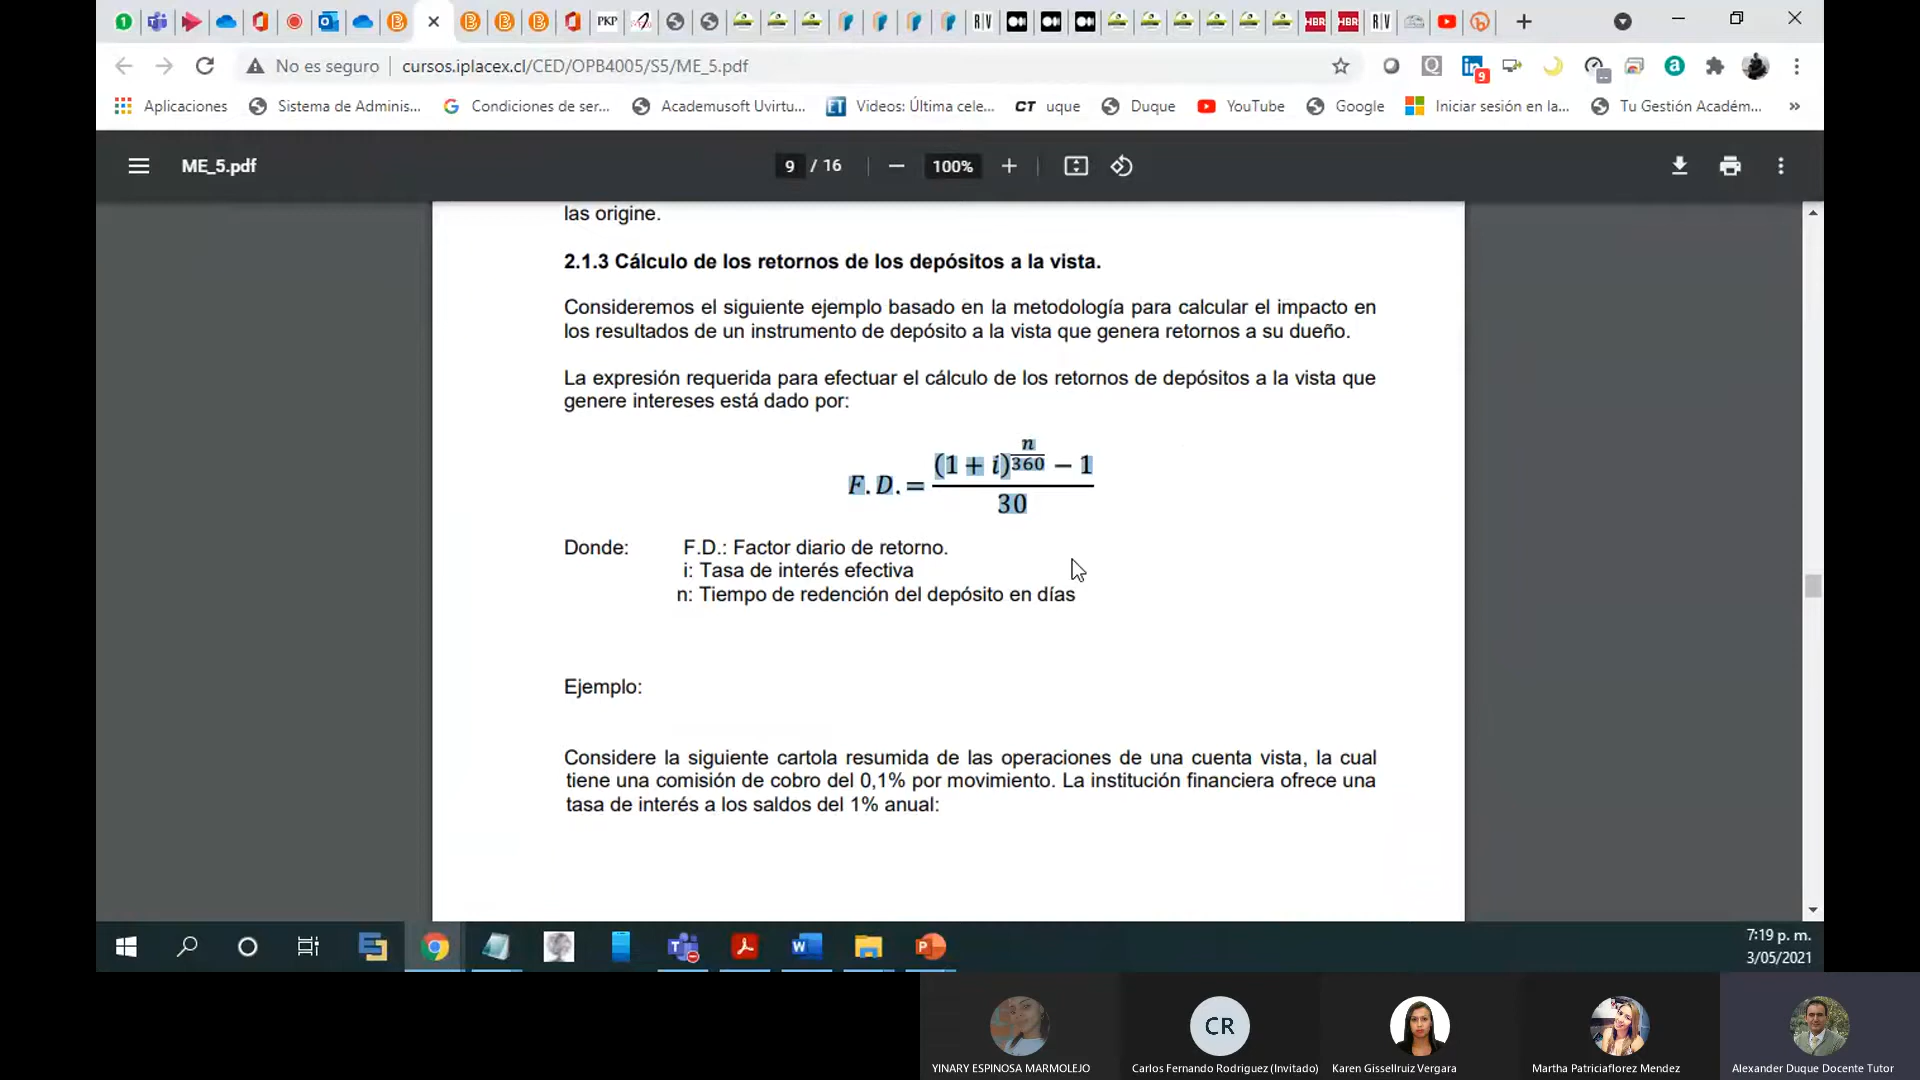 PKP
R|V
HBR
HBR
R|V
No es seguro
cursos.iplacex.cl/CED/OPB4005/S5/ME_5.pdf
9
Aplicaciones
Sistema de Adminis...
Condiciones de ser...
Academusoft Uvirtu...
ET
Videos: Última cele...
CT
uque
Duque
YouTube
Google
Iniciar sesión en la...
Tu Gestión Académ...
»
ME_5.pdf
9 / 16
100%
las origine.
2.1.3 Cálculo de los retornos de los depósitos a la vista.
Consideremos el siguiente ejemplo basado en la metodología para calcular el impacto en
los resultados de un instrumento de depósito a la vista que genera retornos a su dueño.
La expresión requerida para efectuar el cálculo de los retornos de depósitos a la vista que
genere intereses está dado por:
F. D. = ((1 + i)^(n/360) − 1) / 30
Donde: F.D.: Factor diario de retorno.
i: Tasa de interés efectiva
n: Tiempo de redención del depósito en días
Ejemplo:
Considere la siguiente cartola resumida de las operaciones de una cuenta vista, la cual
tiene una comisión de cobro del 0,1% por movimiento. La institución financiera ofrece una
tasa de interés a los saldos del 1% anual:
7:19 p. m.
3/05/2021
CR
YINARY ESPINOSA MARMOLEJO
Carlos Fernando Rodriguez (Invitado)
Karen Gissellruiz Vergara
Martha Patriciaflorez Mendez
Alexander Duque Docente Tutor